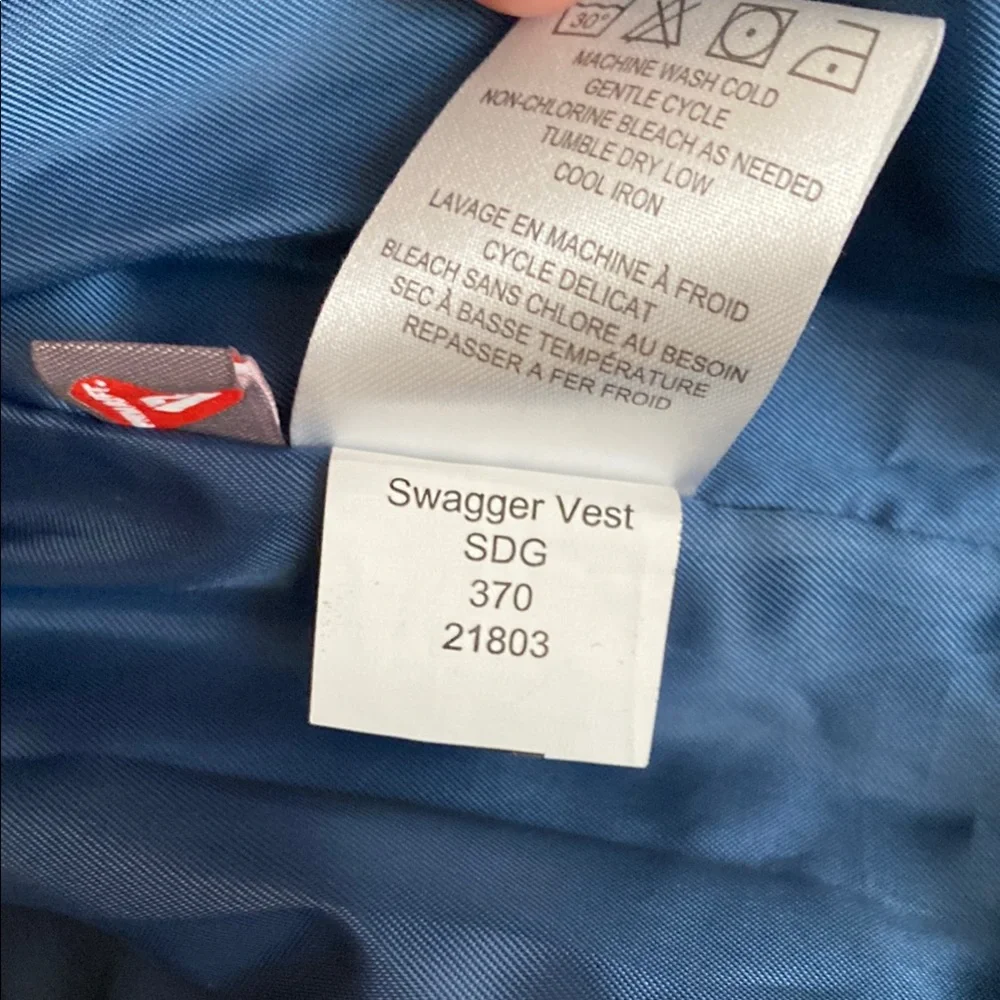 30°
MACHINE WASH COLD
GENTLE CYCLE
NON-CHLORINE BLEACH AS NEEDED
TUMBLE DRY LOW
COOL IRON
LAVAGE EN MACHINE À FROID
CYCLE DELICAT
BLEACH SANS CHLORE AU BESOIN
SEC À BASSE TEMPÉRATURE
REPASSER A FER FROID
Swagger Vest
SDG
370
21803